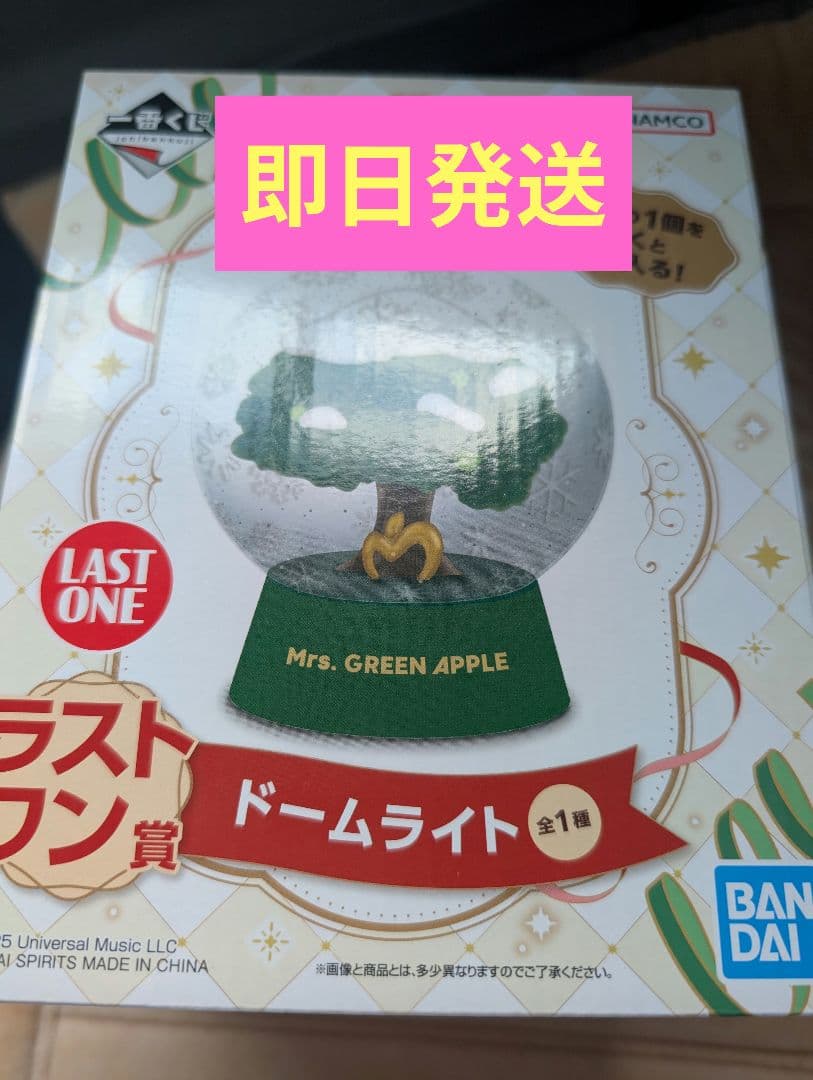 一番くじ
ichibankuji
即日発送
NAMCO
1個を
くと
入る!
LAST
ONE
Mrs. GREEN APPLE
ラスト
ワン賞
ドームライト
全1種
BAN
DAI
5 Universal Music LLC
AI SPIRITS MADE IN CHINA
※画像と商品とは、多少異なりますのでご了承ください。